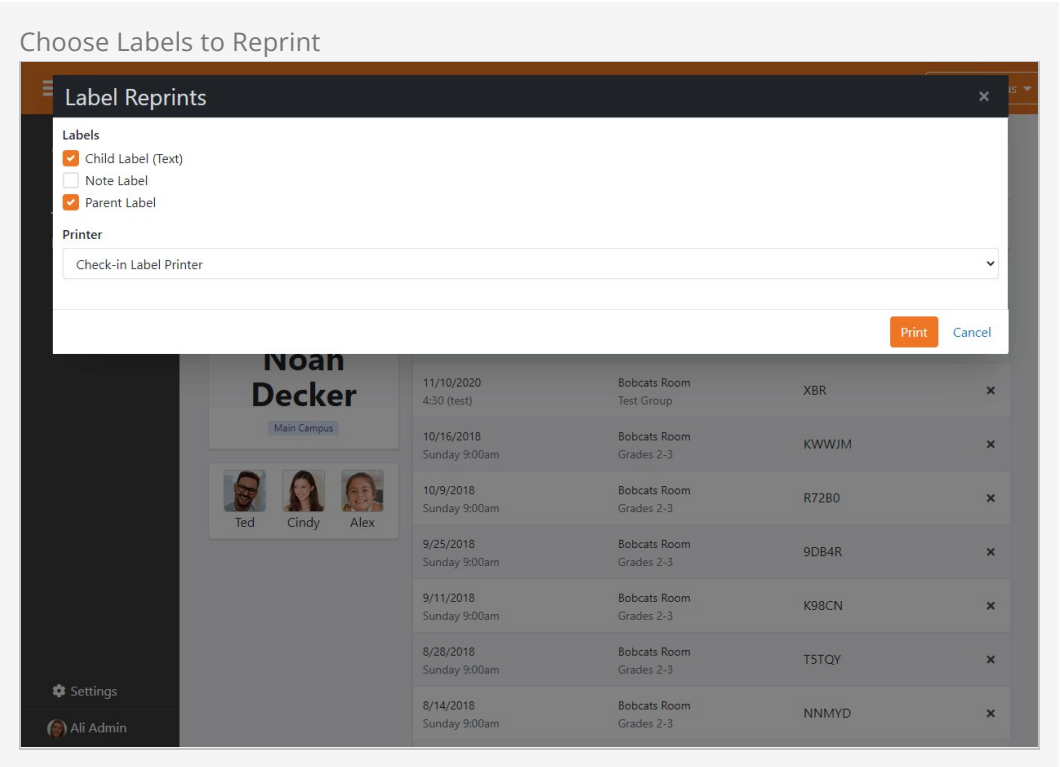 Choose Labels to Reprint
Label Reprints ×
Labels
Child Label (Text)
Note Label
Parent Label
Printer
Check-in Label Printer
Print Cancel
Noah
Decker
Main Campus
Ted Cindy Alex
11/10/2020 Bobcats Room XBR ×
4:30 (test) Test Group
10/16/2018 Bobcats Room KWWJM ×
Sunday 9:00am Grades 2-3
10/9/2018 Bobcats Room R72B0 ×
Sunday 9:00am Grades 2-3
9/25/2018 Bobcats Room 9DB4R ×
Sunday 9:00am Grades 2-3
9/11/2018 Bobcats Room K98CN ×
Sunday 9:00am Grades 2-3
8/28/2018 Bobcats Room T5TQY ×
Sunday 9:00am Grades 2-3
8/14/2018 Bobcats Room NNMYD ×
Sunday 9:00am Grades 2-3
Settings
Ali Admin